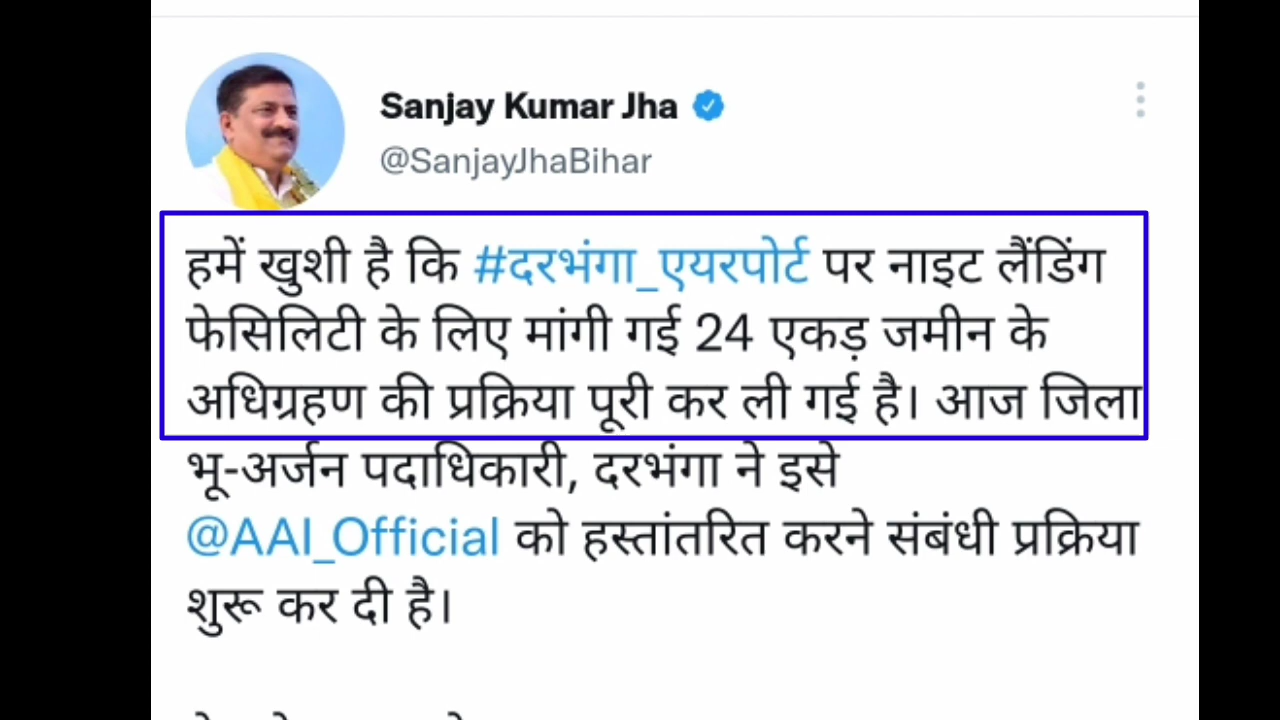 Sanjay Kumar Jha
@SanjayJhaBihar
हमें खुशी है कि #दरभंगा_एयरपोर्ट पर नाइट लैंडिंग
फेसिलिटी के लिए मांगी गई 24 एकड़ जमीन के
अधिग्रहण की प्रक्रिया पूरी कर ली गई है। आज जिला
भू-अर्जन पदाधिकारी, दरभंगा ने इसे
@AAI_Official को हस्तांतरित करने संबंधी प्रक्रिया
शुरू कर दी है।